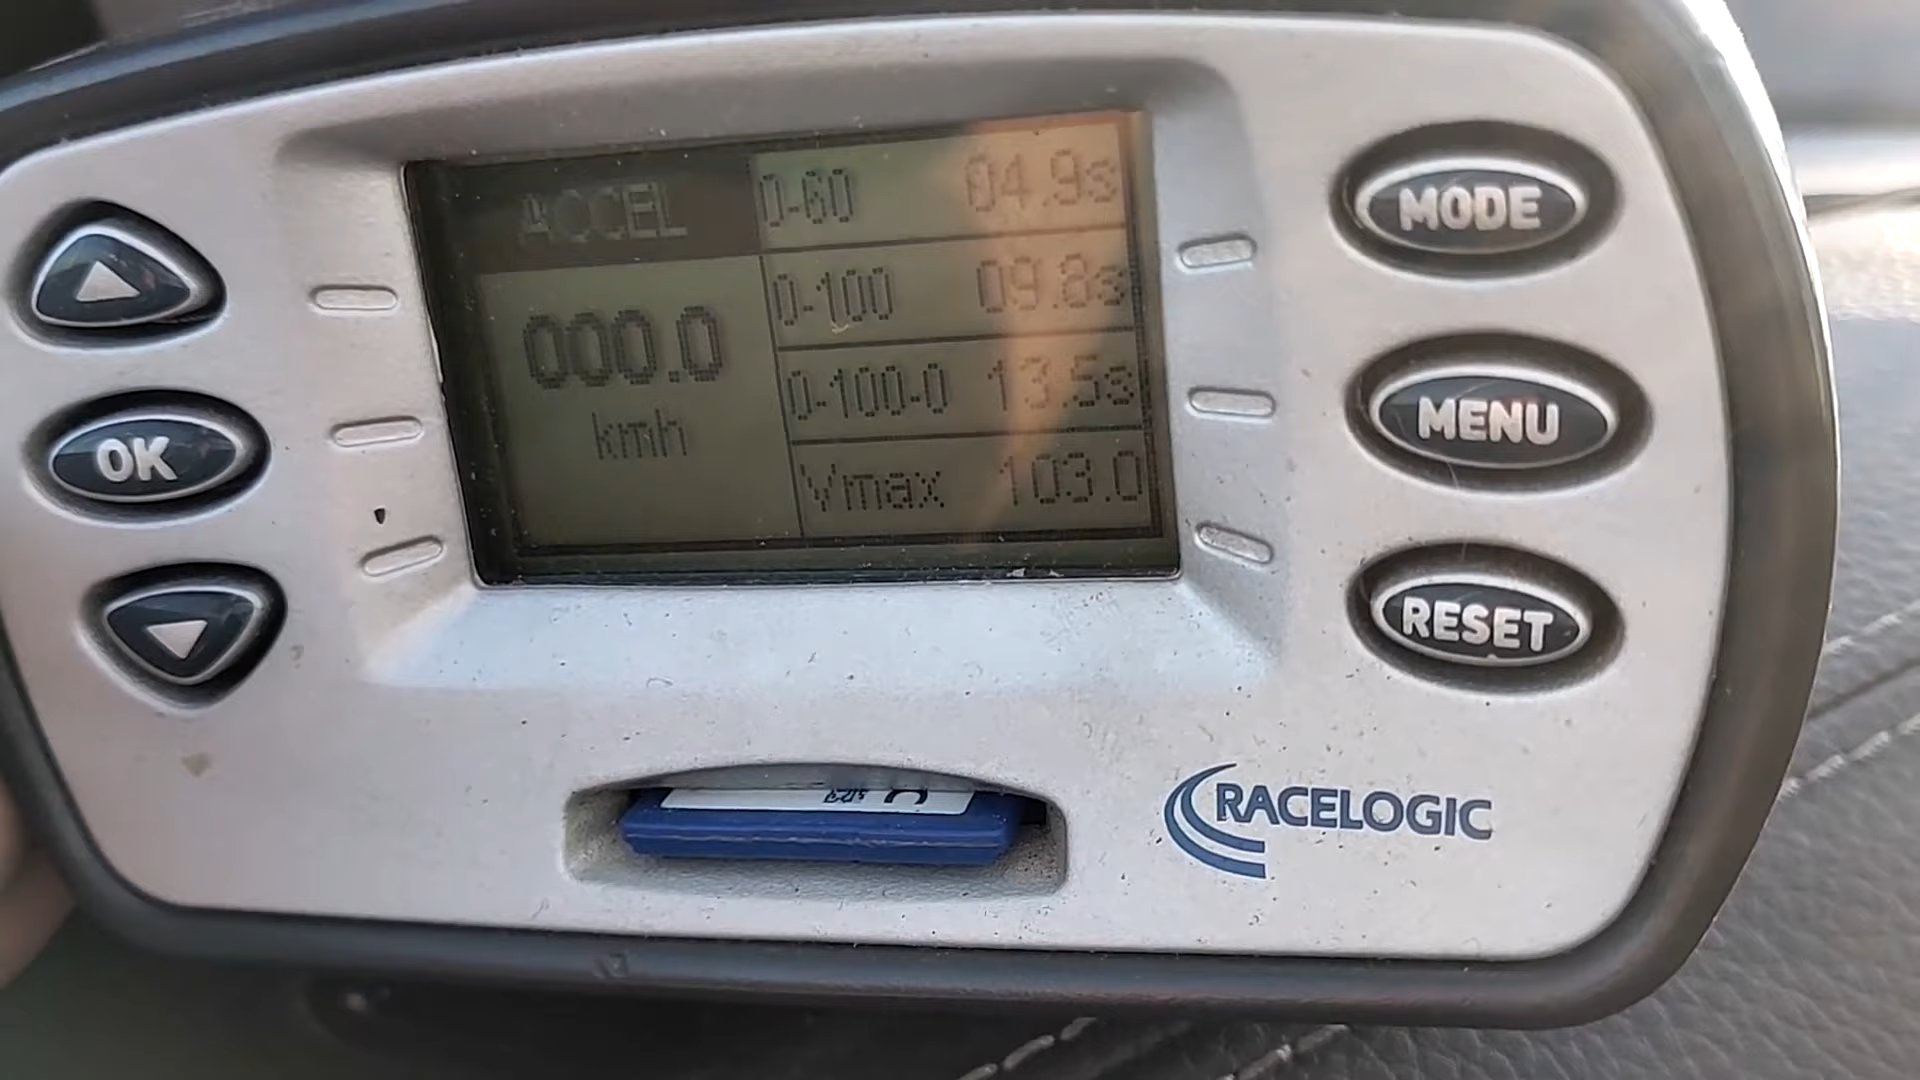 ACCEL
000.0
kmh
0-60 04.9s
0-100 09.8s
0-100-0 13.5s
Vmax 103.0
OK
MODE
MENU
RESET
RACELOGIC